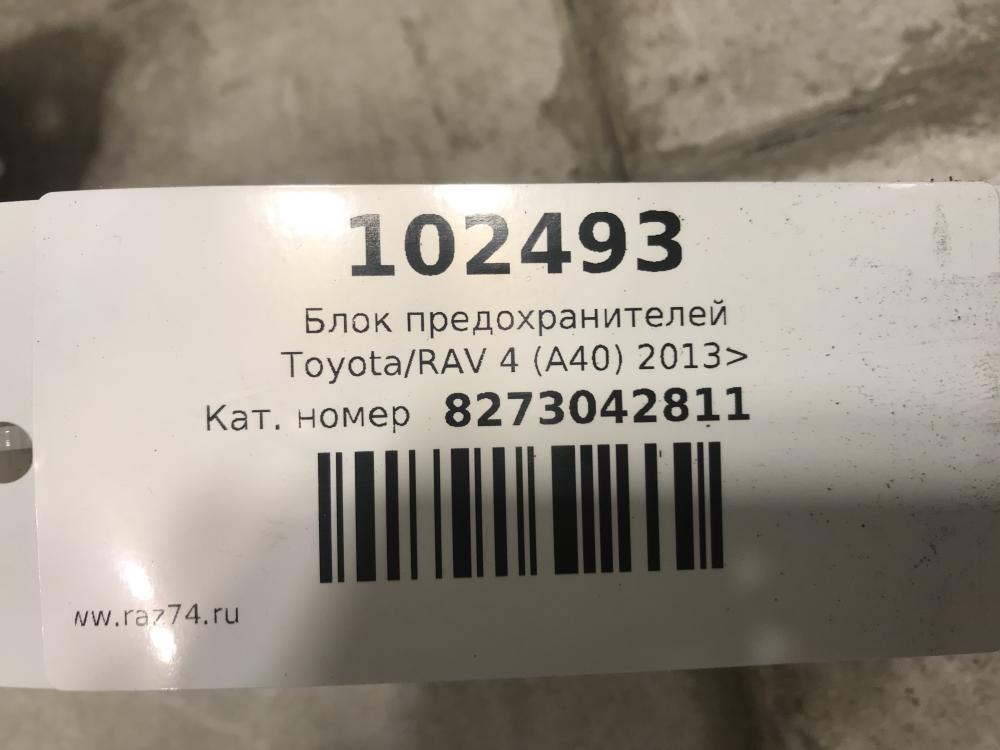 102493
Блок предохранителей
Toyota/RAV 4 (A40) 2013>
Кат. номер 8273042811
ww.raz74.ru